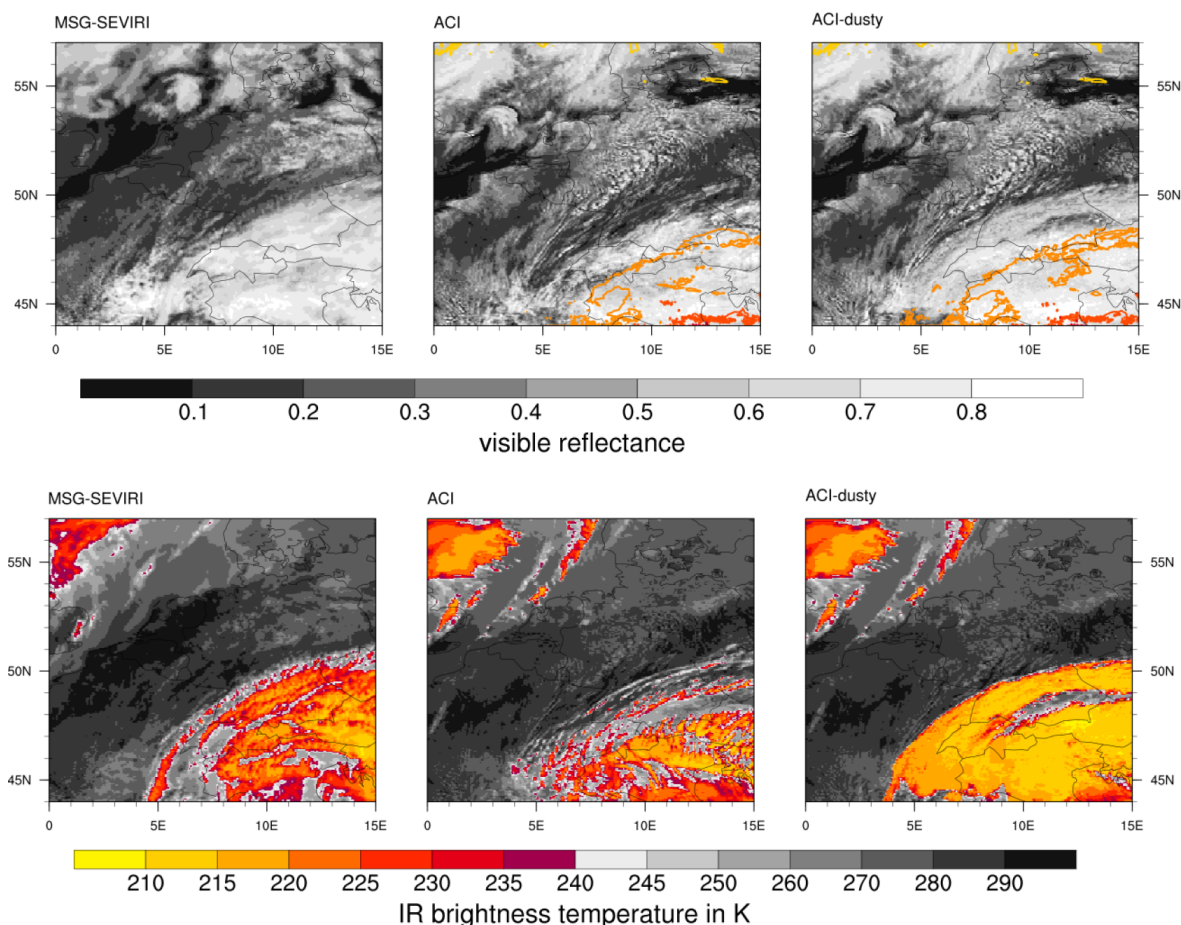 MSG-SEVIRI
ACI
ACI-dusty
55N
50N
45N
55N
50N
45N
0 5E 10E 15E
0 5E 10E 15E
0 5E 10E 15E
0.1 0.2 0.3 0.4 0.5 0.6 0.7 0.8
visible reflectance
MSG-SEVIRI
ACI
ACI-dusty
55N
50N
45N
55N
50N
45N
0 5E 10E 15E
0 5E 10E 15E
0 5E 10E 15E
210 215 220 225 230 235 240 245 250 260 270 280 290
IR brightness temperature in K